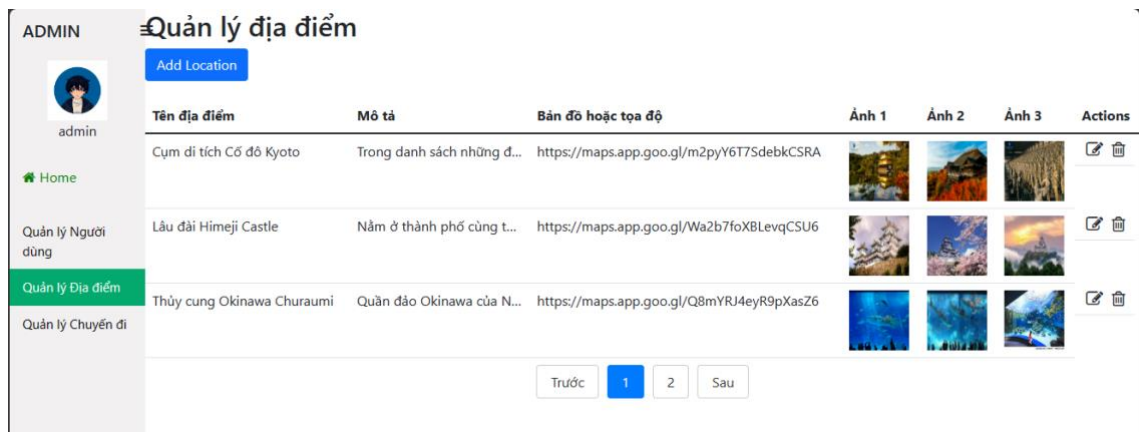 ADMIN
admin
Home
Quản lý Người
dùng
Quản lý Địa điểm
Quản lý Chuyến đi
Quản lý địa điểm
Add Location
Tên địa điểm Mô tả Bản đồ hoặc tọa độ Ảnh 1 Ảnh 2 Ảnh 3 Actions
Cụm di tích Cố đô Kyoto Trong danh sách những đ... https://maps.app.goo.gl/m2pyY6T7SdebkCSRA
Lâu đài Himeji Castle Nằm ở thành phố cùng t... https://maps.app.goo.gl/Wa2b7foXBLevqCSU6
Thủy cung Okinawa Churaumi Quần đảo Okinawa của N... https://maps.app.goo.gl/Q8mYRJ4eyR9pXasZ6
Trước 1 2 Sau